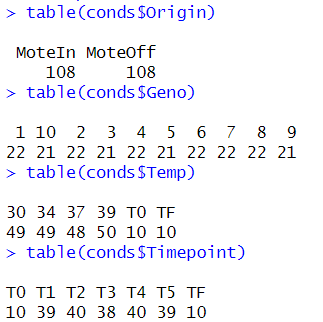 > table(conds$Origin)
MoteIn MoteOff
108 108
> table(conds$Geno)
1 10 2 3 4 5 6 7 8 9
22 21 22 21 22 21 22 22 22 21
> table(conds$Temp)
30 34 37 39 T0 TF
49 49 48 50 10 10
> table(conds$Timepoint)
T0 T1 T2 T3 T4 T5 TF
10 39 40 38 40 39 10